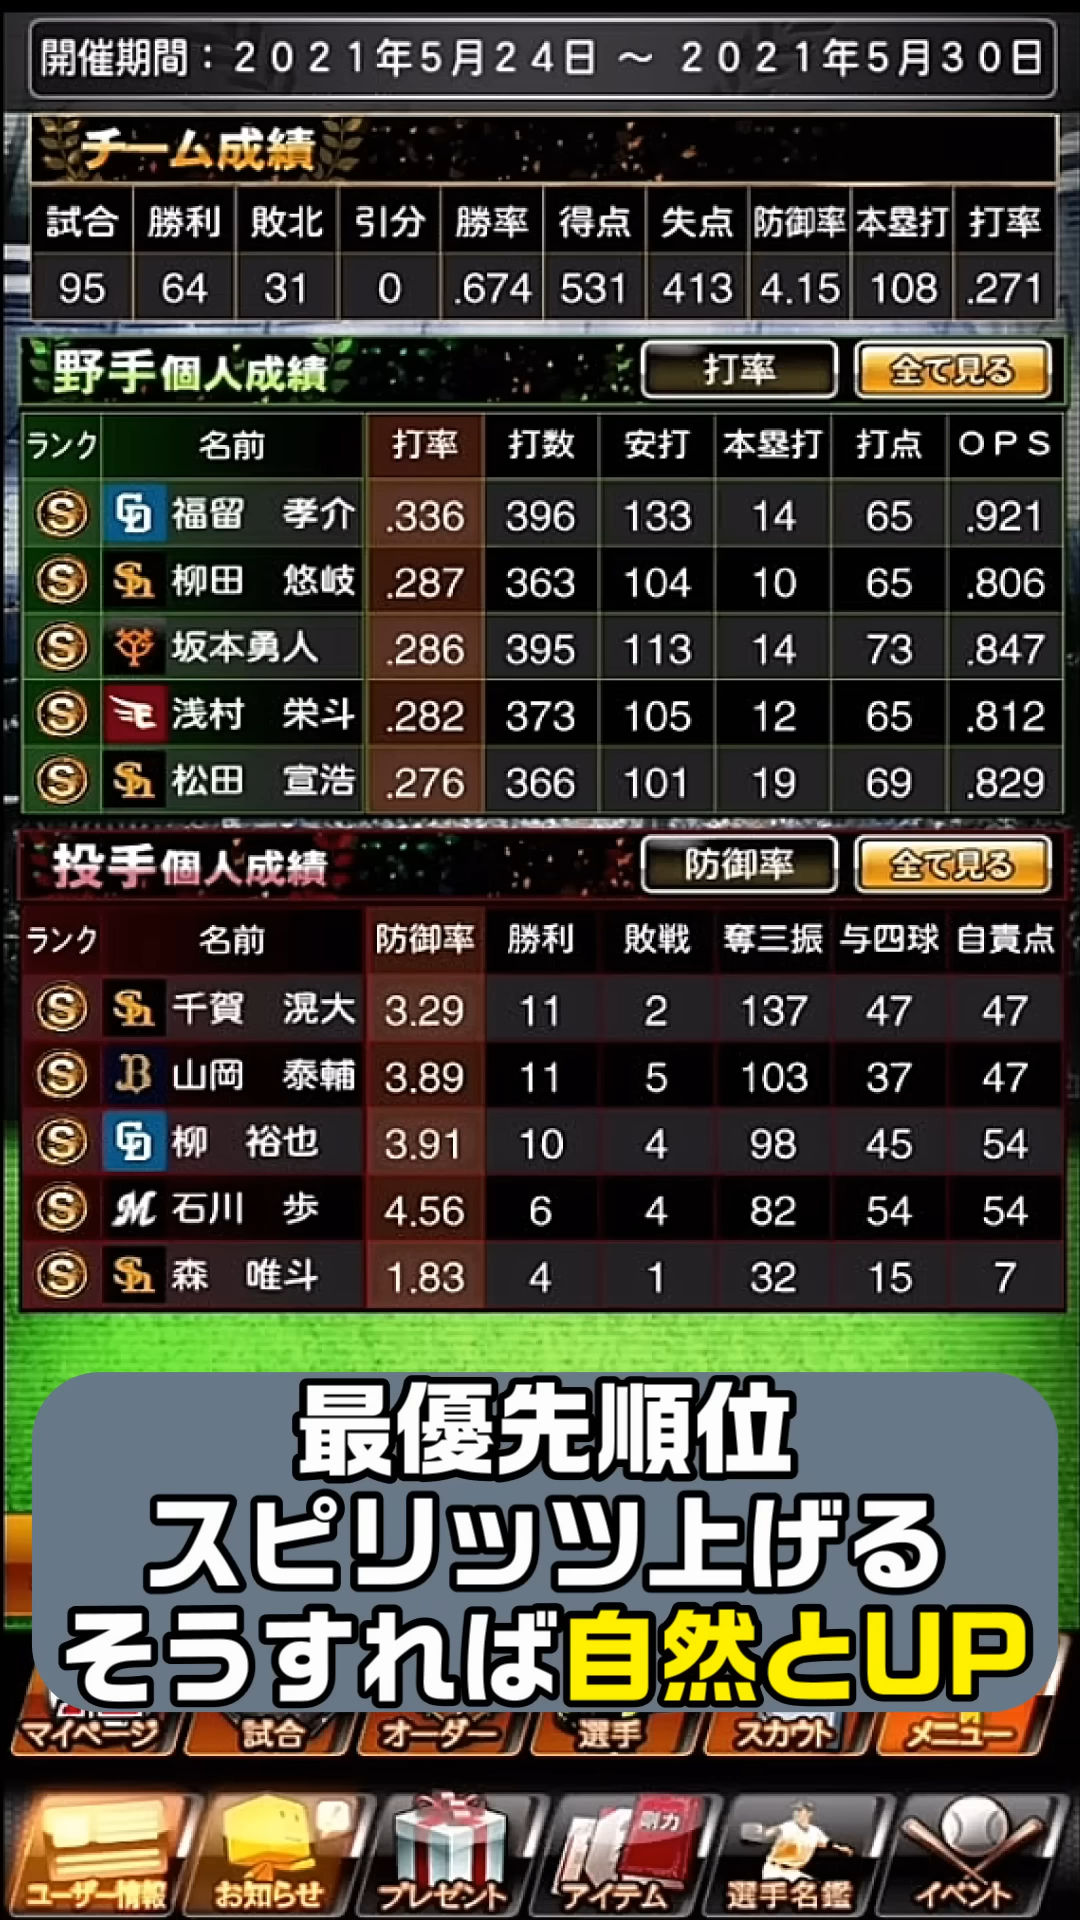 開催期間：2021年5月24日 ～ 2021年5月30日
チーム成績
試合 勝利 敗北 引分 勝率 得点 失点 防御率 本塁打 打率
95 64 31 0 .674 531 413 4.15 108 .271
野手個人成績 打率 全て見る
ランク 名前 打率 打数 安打 本塁打 打点 OPS
S D 福留 孝介 .336 396 133 14 65 .921
S Sh 柳田 悠岐 .287 363 104 10 65 .806
S 坂本勇人 .286 395 113 14 73 .847
S E 浅村 栄斗 .282 373 105 12 65 .812
S Sh 松田 宣浩 .276 366 101 19 69 .829
投手個人成績 防御率 全て見る
ランク 名前 防御率 勝利 敗戦 奪三振 与四球 自責点
S Sh 千賀 滉大 3.29 11 2 137 47 47
S B 山岡 泰輔 3.89 11 5 103 37 47
S D 柳 裕也 3.91 10 4 98 45 54
S M 石川 歩 4.56 6 4 82 54 54
S Sh 森 唯斗 1.83 4 1 32 15 7
最優先順位
スピリッツ上げる
そうすれば自然とUP
マイページ 試合 オーダー 選手 スカウト メニュー
剛力
ユーザー情報 お知らせ プレゼント アイテム 選手名鑑 イベント